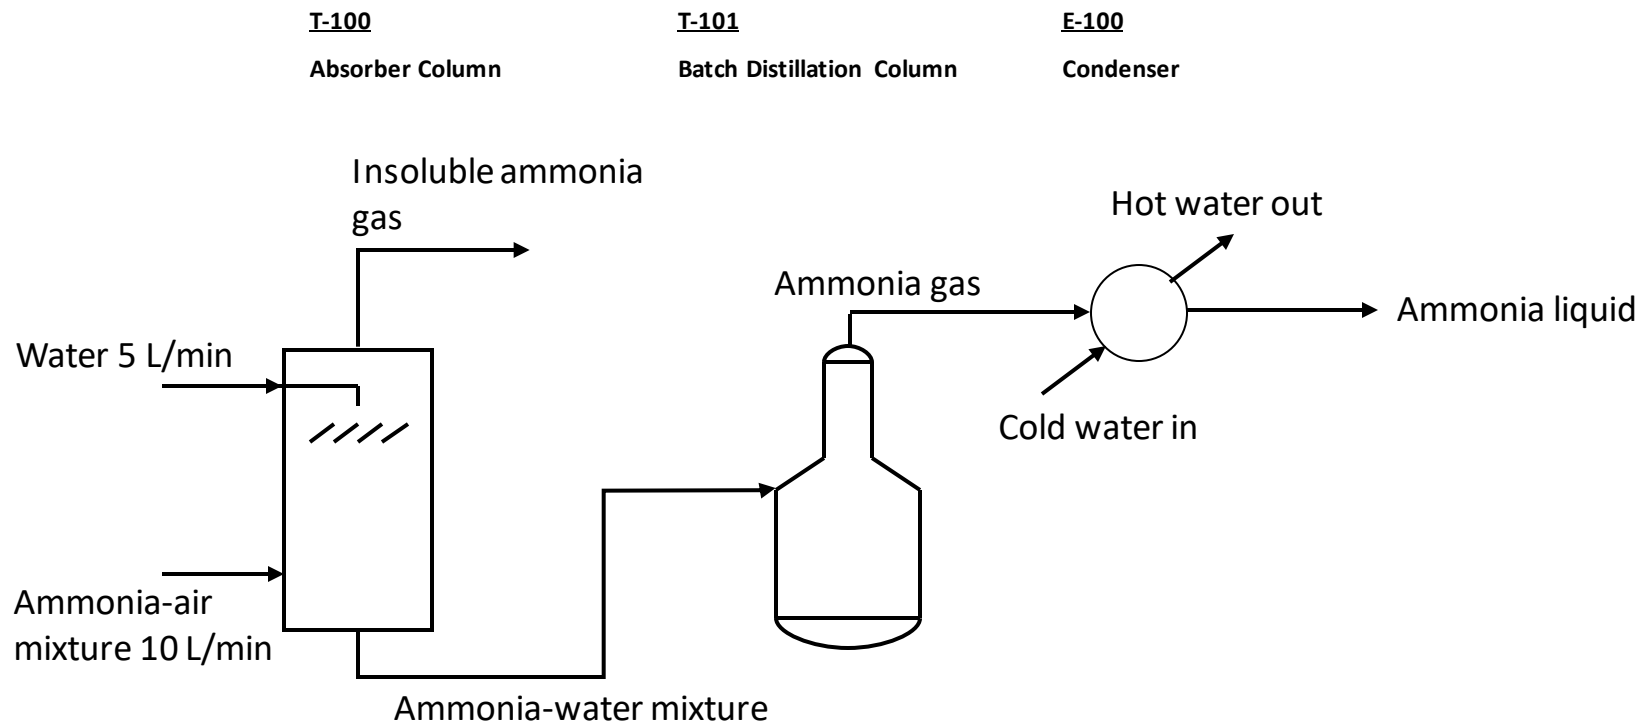 T-100
Absorber Column
T-101
Batch Distillation Column
E-100
Condenser
Insoluble ammonia
gas
Hot water out
Ammonia gas
Ammonia liquid
Water 5 L/min
Cold water in
Ammonia-air
mixture 10 L/min
Ammonia-water mixture